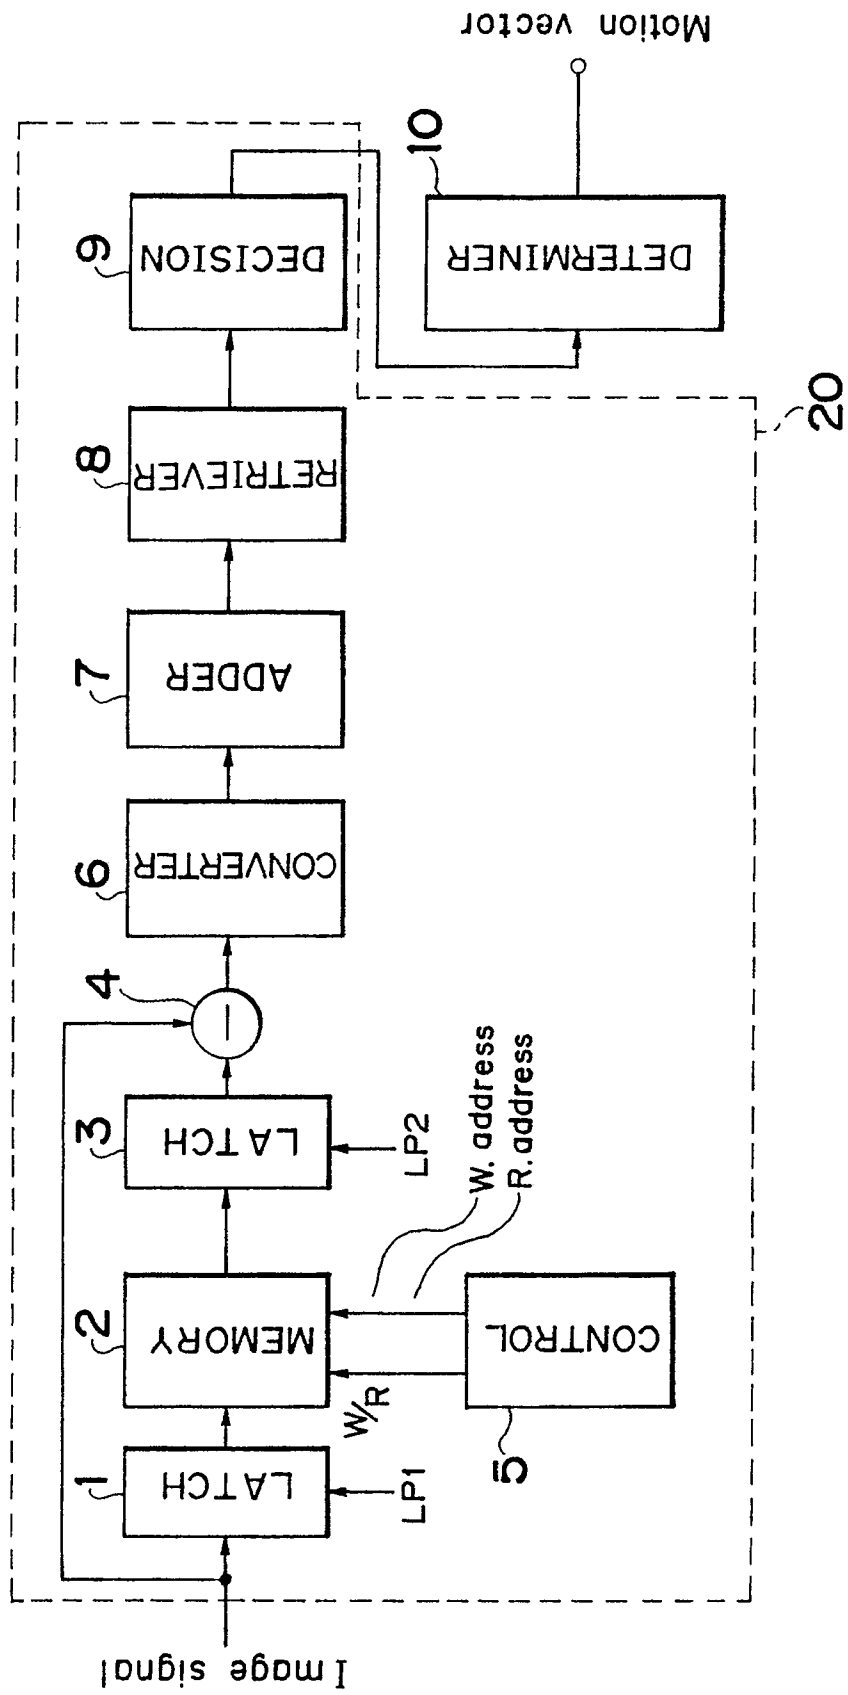 Image signal
1
LATCH
LP1
2
MEMORY
W/R
W. address
R. address
5
CONTROL
3
LATCH
LP2
4
6
CONVERTER
7
ADDER
8
RETRIEVER
9
DECISION
10
DETERMINER
20
Motion vector